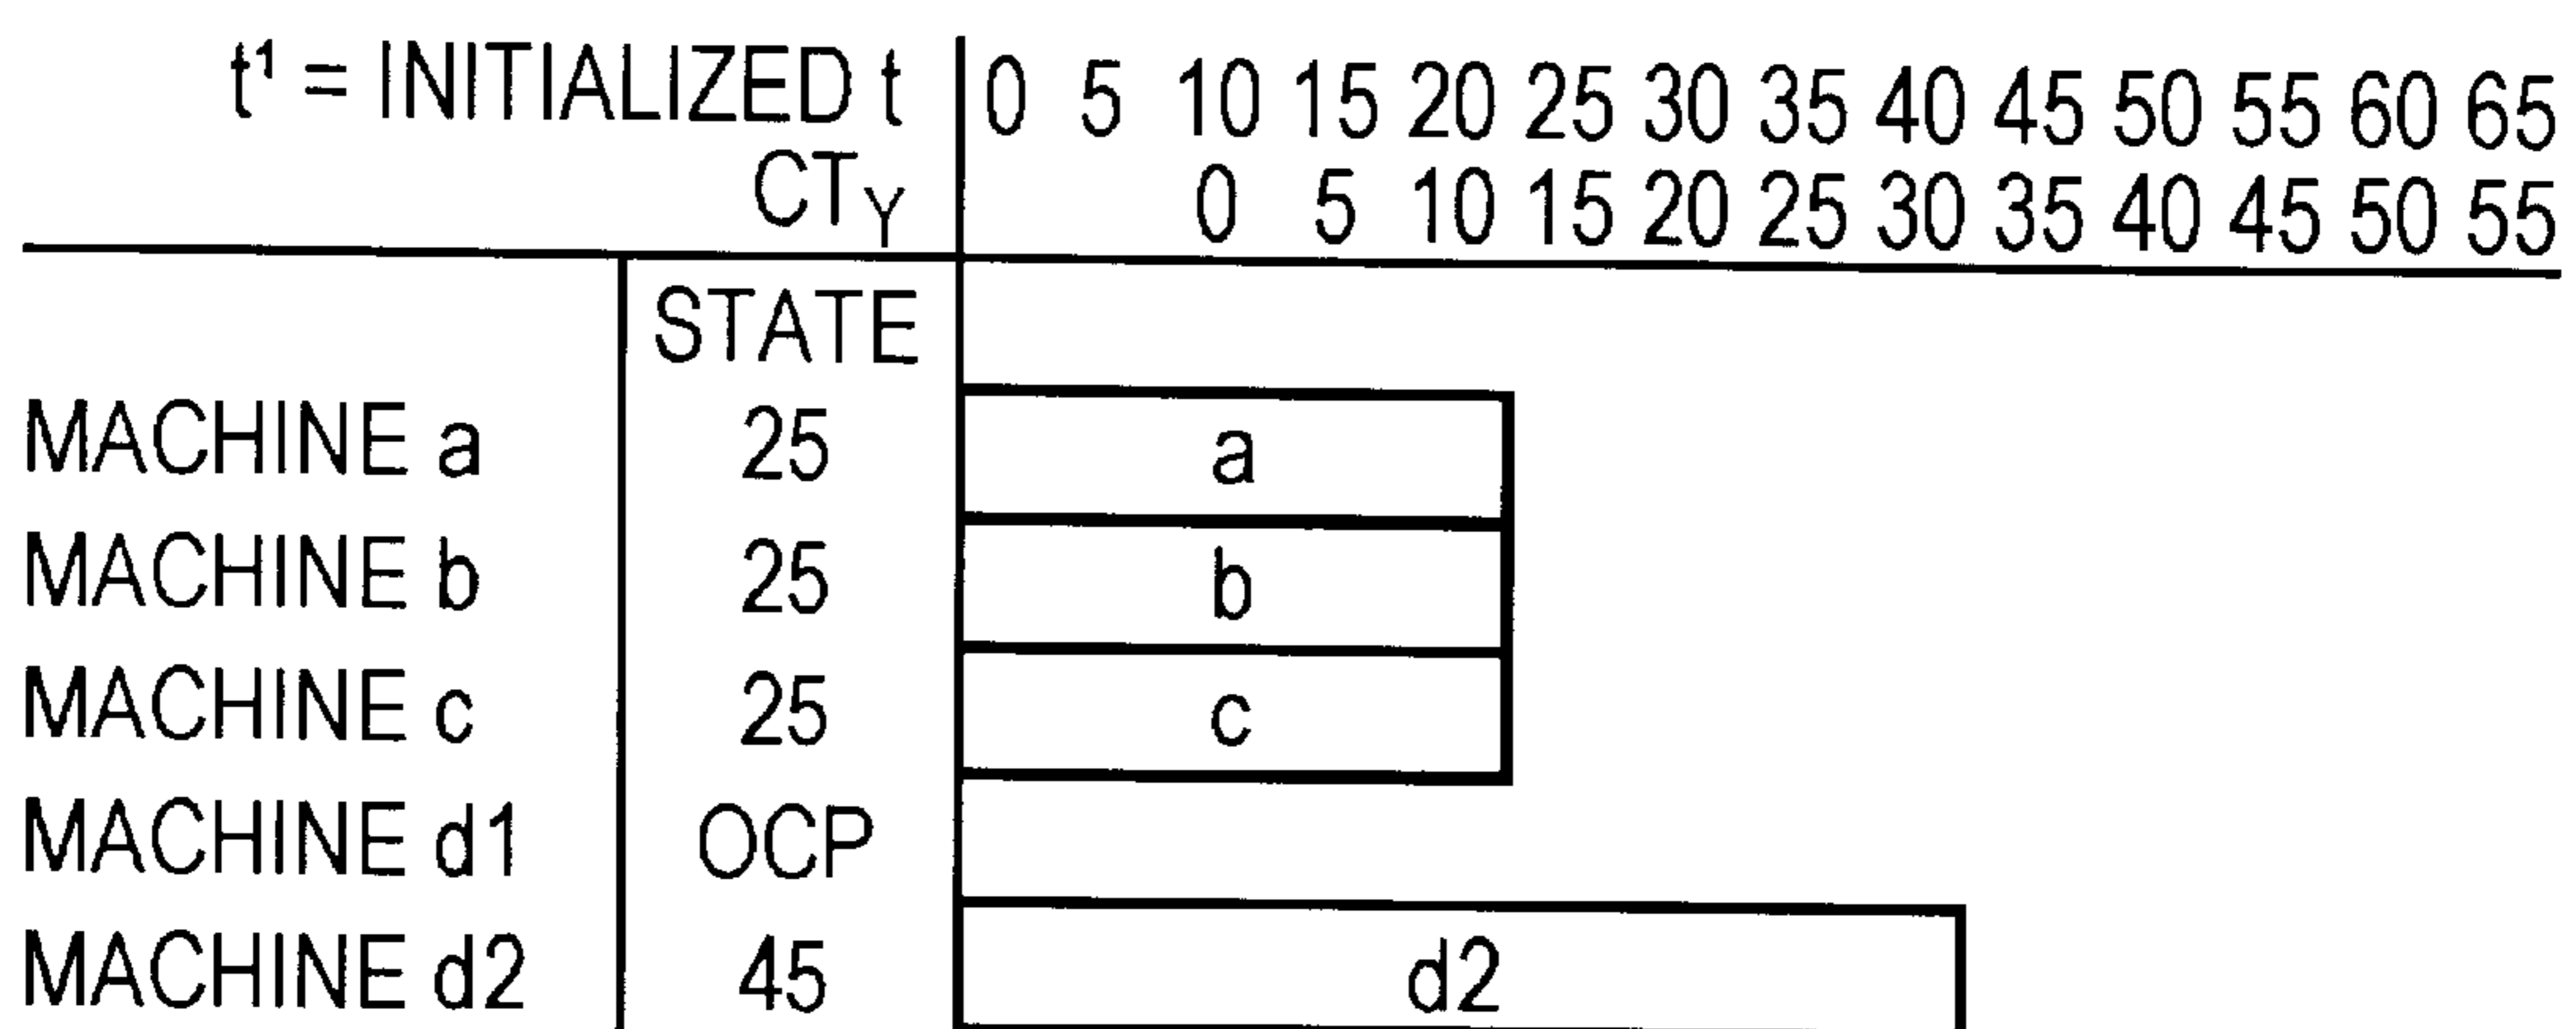 t¹ = INITIALIZED t 0 5 10 15 20 25 30 35 40 45 50 55 60 65
CTY 0 5 10 15 20 25 30 35 40 45 50 55
STATE
MACHINE a 25 a
MACHINE b 25 b
MACHINE c 25 c
MACHINE d1 OCP
MACHINE d2 45 d2